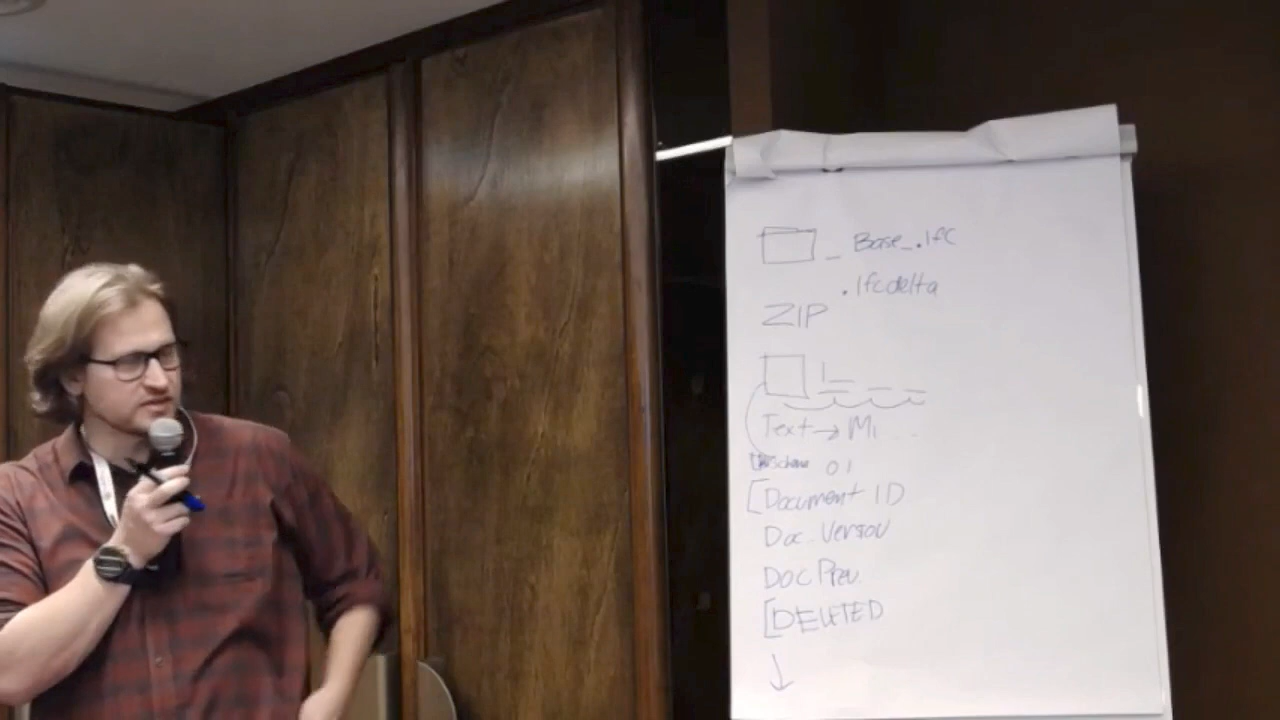 Base_.ifc
.ifcdelta
ZIP
Text → Mi
Schema 01
[Document ID
Doc. Version
Doc Prev.
[DELETED